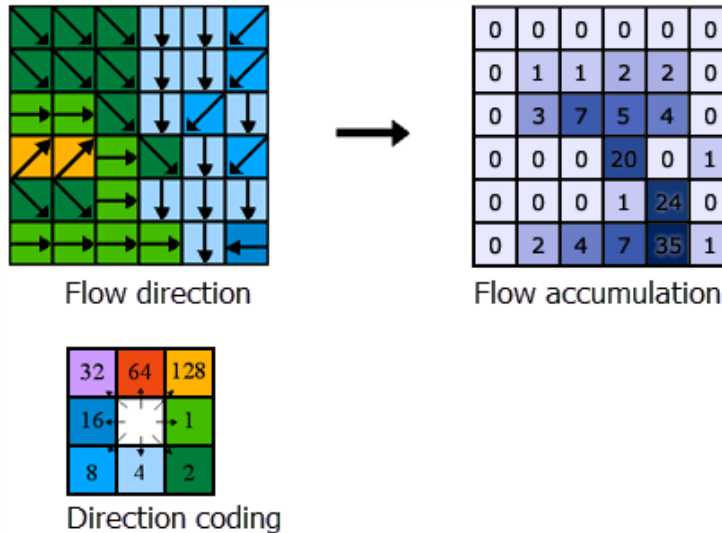 0 0 0 0 0 0
0 1 1 2 2 0
0 3 7 5 4 0
0 0 0 20 0 1
0 0 0 1 24 0
0 2 4 7 35 1
Flow direction
Flow accumulation
32 64 128
16 1
8 4 2
Direction coding